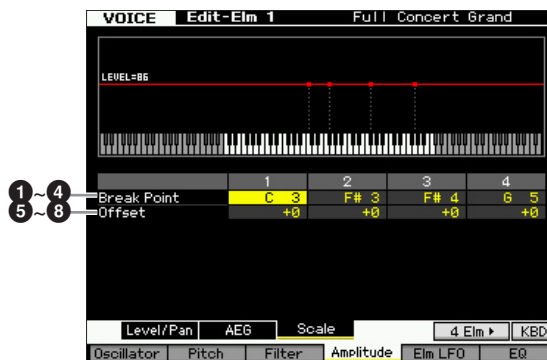 VOICE Edit-Elm 1 Full Concert Grand
LEVEL=86
1 2 3 4
1~4 Break Point C 3 F# 3 F# 4 G 5
5~8 Offset +0 +0 +0 +0
Level/Pan AEG Scale 4 Elm KBD
Oscillator Pitch Filter Amplitude Elm LFO EQ